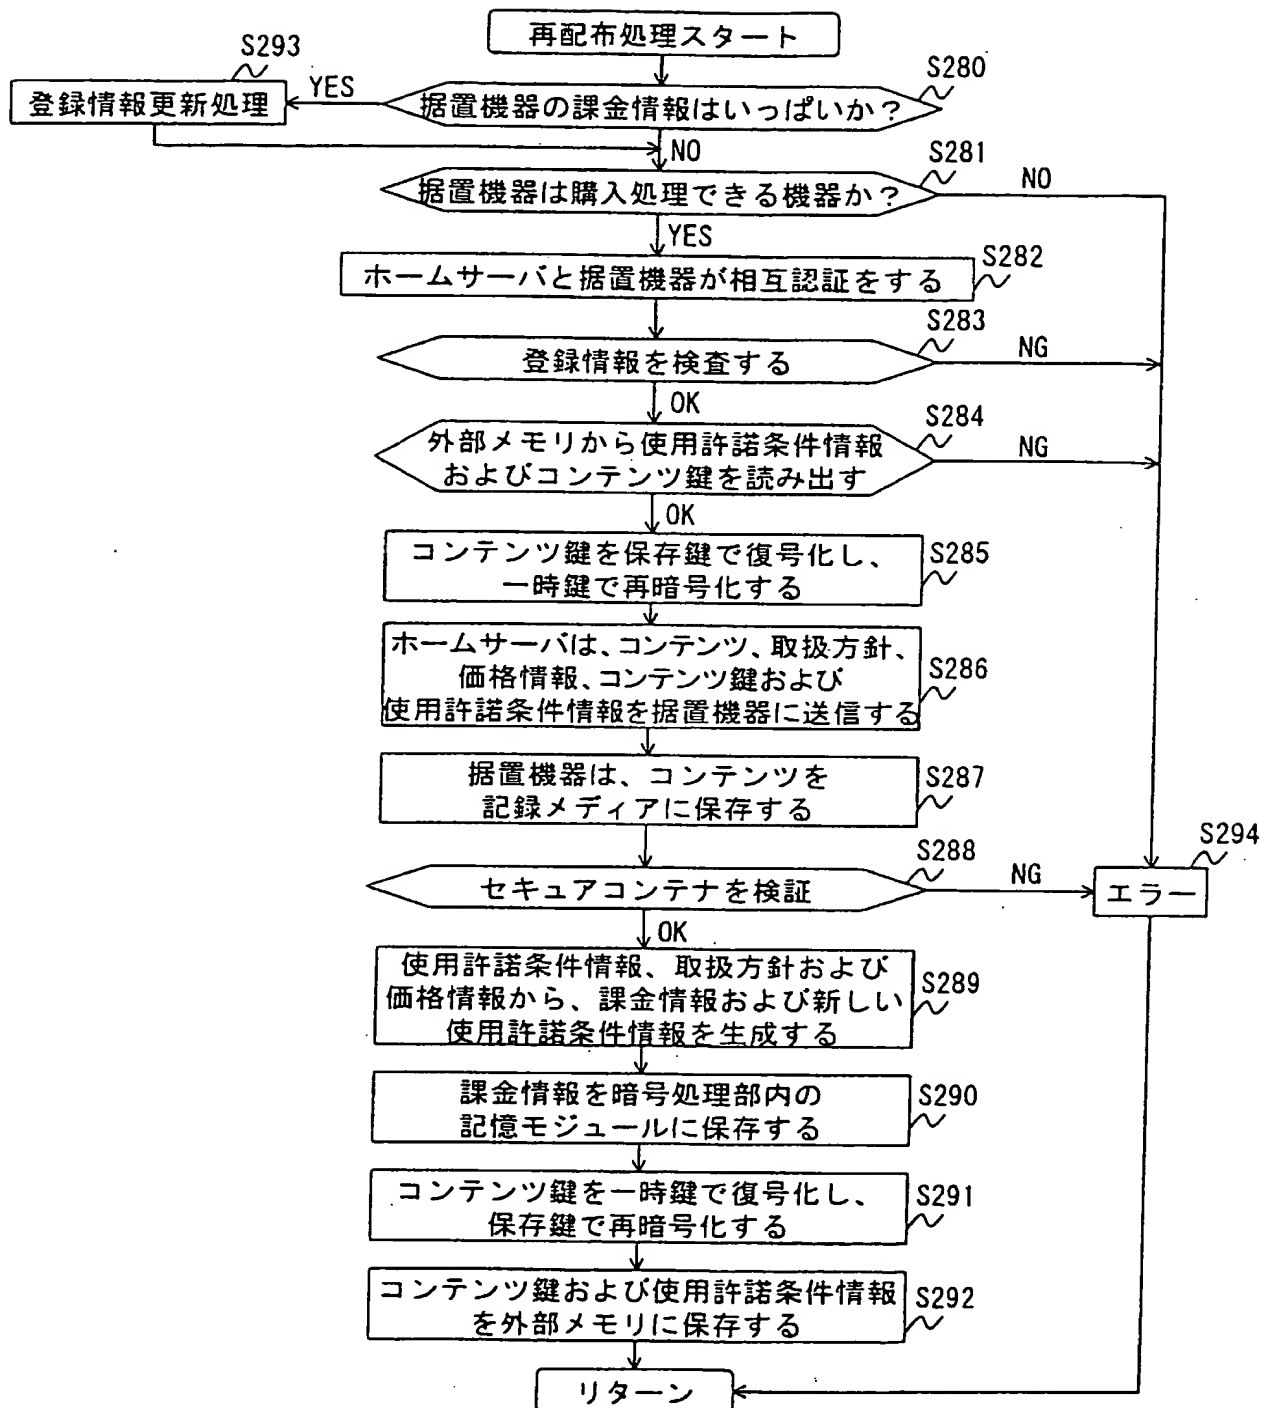 再配布処理スタート
S293
S280
登録情報更新処理
YES
据置機器の課金情報はいっぱいか?
NO
S281
据置機器は購入処理できる機器か?
NO
YES
S282
ホームサーバと据置機器が相互認証をする
S283
登録情報を検査する
NG
OK
S284
外部メモリから使用許諾条件情報
およびコンテンツ鍵を読み出す
NG
OK
コンテンツ鍵を保存鍵で復号化し、
一時鍵で再暗号化する
S285
ホームサーバは、コンテンツ、取扱方針、
価格情報、コンテンツ鍵および
使用許諾条件情報を据置機器に送信する
S286
据置機器は、コンテンツを
記録メディアに保存する
S287
S288
セキュアコンテナを検証
NG
S294
エラー
OK
使用許諾条件情報、取扱方針および
価格情報から、課金情報および新しい
使用許諾条件情報を生成する
S289
課金情報を暗号処理部内の
記憶モジュールに保存する
S290
コンテンツ鍵を一時鍵で復号化し、
保存鍵で再暗号化する
S291
コンテンツ鍵および使用許諾条件情報
を外部メモリに保存する
S292
リターン